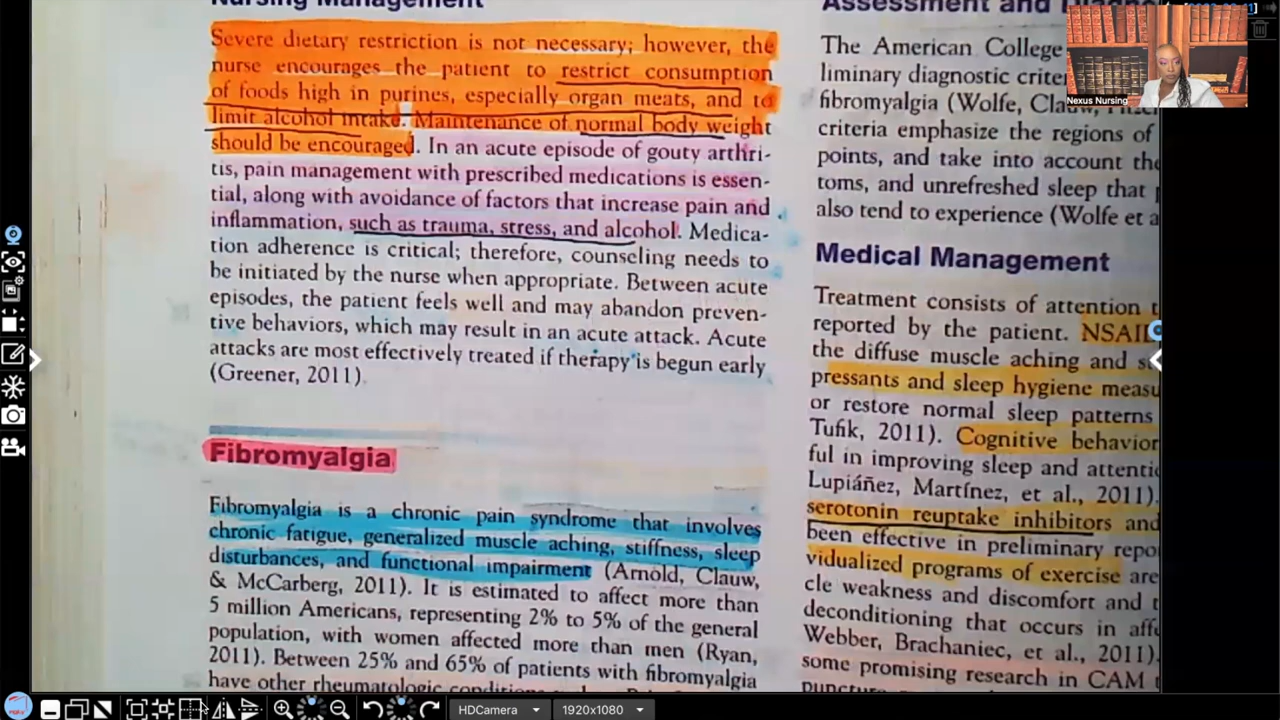 Nursing Management
Severe dietary restriction is not necessary; however, the
nurse encourages the patient to restrict consumption
of foods high in purines, especially organ meats, and to
limit alcohol intake. Maintenance of normal body weight
should be encouraged. In an acute episode of gouty arthri-
tis, pain management with prescribed medications is essen-
tial, along with avoidance of factors that increase pain and
inflammation, such as trauma, stress, and alcohol. Medica-
tion adherence is critical; therefore, counseling needs to
be initiated by the nurse when appropriate. Between acute
episodes, the patient feels well and may abandon preven-
tive behaviors, which may result in an acute attack. Acute
attacks are most effectively treated if therapy is begun early
(Greener, 2011).
Fibromyalgia
Fibromyalgia is a chronic pain syndrome that involves
chronic fatigue, generalized muscle aching, stiffness, sleep
disturbances, and functional impairment (Arnold, Clauw,
& McCarberg, 2011). It is estimated to affect more than
5 million Americans, representing 2% to 5% of the general
population, with women affected more than men (Ryan,
2011). Between 25% and 65% of patients with fibromyalgia
have other rheumatologic conditions
Assessment and
The American College
liminary diagnostic
fibromyalgia (Wolfe,
criteria emphasize the regions of
points, and take into account the
toms, and unrefreshed sleep that
also tend to experience (Wolfe et a
Medical Management
Treatment consists of attention t
reported by the patient. NSAID
the diffuse muscle aching and
pressants and sleep hygiene measu
or restore normal sleep patterns
Tufik, 2011). Cognitive behavior
ful in improving sleep and attenti
Lupiáñez, Martínez, et al., 2011).
serotonin reuptake inhibitors and
been effective in preliminary repo
vidualized programs of exercise are
cle weakness and discomfort and t
deconditioning that occurs in affe
Webber, Brachaniec, et al., 2011).
some promising research in CAM
Nexus Nursing
HDCamera
1920x1080